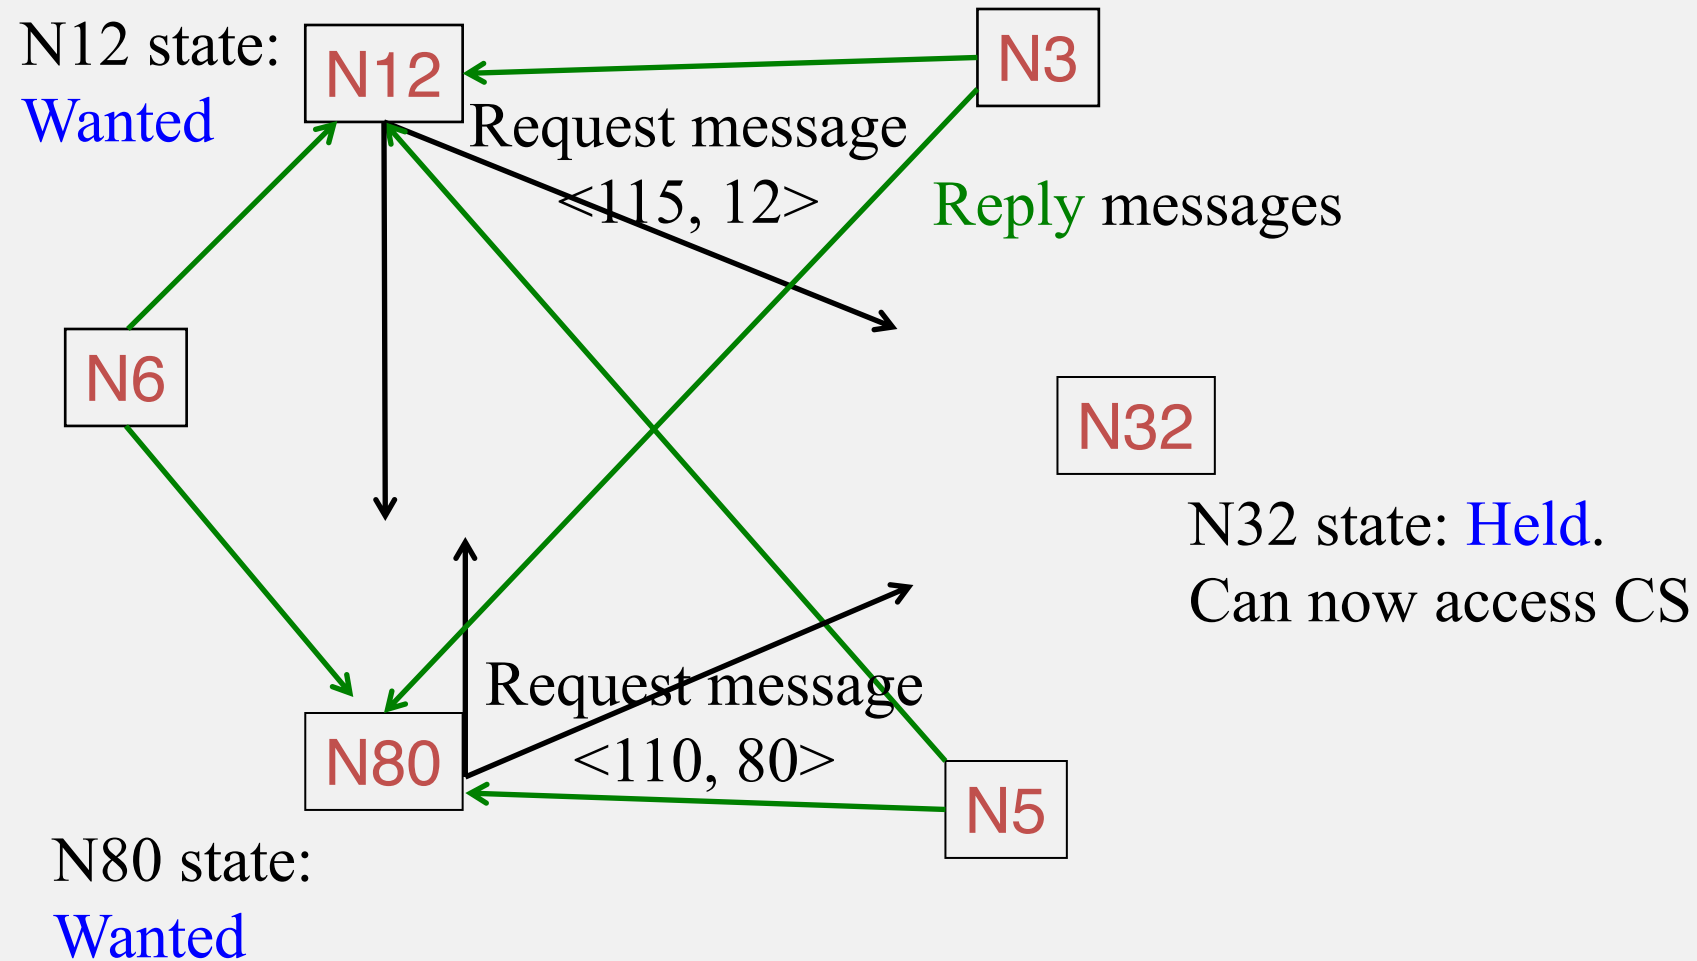 N12 state:
Wanted
N12
N3
Request message
<115, 12>
Reply messages
N6
N32
N32 state: Held.
Can now access CS
Request message
<110, 80>
N80
N5
N80 state:
Wanted